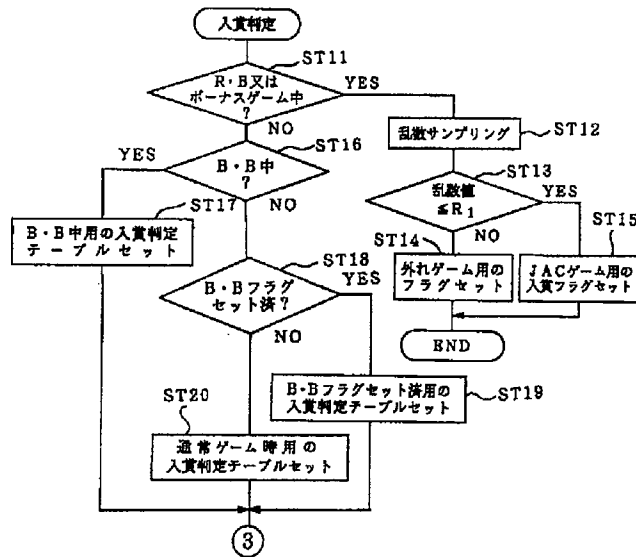 入賞判定
ST11
R・B又は
ボーナスゲーム中
?
YES
NO
乱数サンプリング
ST12
ST16
YES
B・B中
?
NO
ST13
乱数値
≦R1
YES
NO
ST17
B・B中用の入賞判定
テーブルセット
ST14
外れゲーム用の
フラグセット
ST15
JACゲーム用の
入賞フラグセット
ST18
B・Bフラグ
セット済?
YES
NO
END
B・Bフラグセット済用の
入賞判定テーブルセット
ST19
ST20
通常ゲーム時用の
入賞判定テーブルセット
3